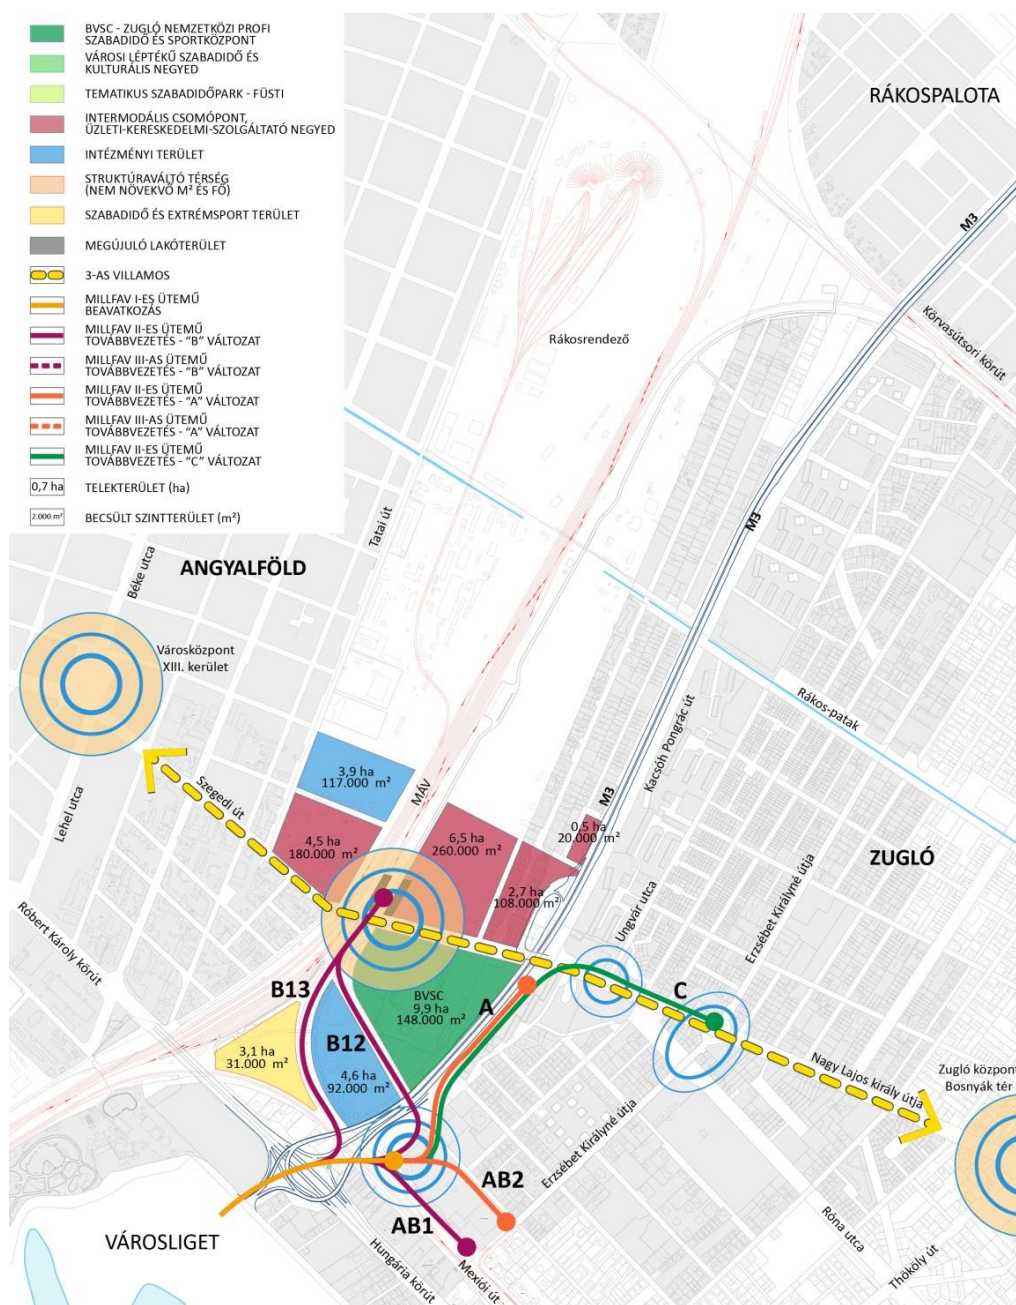 BVSC - ZUGLÓ NEMZETKÖZI PROFI
SZABADIDŐ ÉS SPORTKÖZPONT
VÁROSI LÉPTÉKŰ SZABADIDŐ ÉS
KULTURÁLIS NEGYED
TEMATIKUS SZABADIDŐPARK - FÜSTI
INTERMODÁLIS CSOMÓPONT,
ÜZLETI-KERESKEDELMI-SZOLGÁLTATÓ NEGYED
INTÉZMÉNYI TERÜLET
STRUKTÚRAVÁLTÓ TÉRSÉG
(NEM NÖVEKVŐ M² ÉS FŐ)
SZABADIDŐ ÉS EXTRÉMSPORT TERÜLET
MEGÚJULÓ LAKÓTERÜLET
3-AS VILLAMOS
MILLFAV I-ES ÜTEMŰ
BEAVATKOZÁS
MILLFAV II-ES ÜTEMŰ
TOVÁBBVEZETÉS - "B" VÁLTOZAT
MILLFAV III-AS ÜTEMŰ
TOVÁBBVEZETÉS - "B" VÁLTOZAT
MILLFAV II-ES ÜTEMŰ
TOVÁBBVEZETÉS - "A" VÁLTOZAT
MILLFAV III-AS ÜTEMŰ
TOVÁBBVEZETÉS - "A" VÁLTOZAT
MILLFAV II-ES ÜTEMŰ
TOVÁBBVEZETÉS - "C" VÁLTOZAT
0,7 ha TELEKTERÜLET (ha)
2.000 m² BECSÜLT SZINTTERÜLET (m²)
RÁKOSPALOTA
M3
Körvasútsori körút
Rákosrendező
M3
Tatai út
Béke utca
ANGYALFÖLD
Városközpont
XIII. kerület
Rákos-patak
Kacsóh Pongrác út
MÁV
M3
Szegedi út
Lehel utca
3,9 ha
117.000 m²
4,5 ha
180.000 m²
6,5 ha
260.000 m²
0,5 ha
20.000 m²
2,7 ha
108.000 m²
ZUGLÓ
Ungvár utca
Erzsébet Királyné útja
Róbert Károly körút
B13
BVSC
9,9 ha
148.000 m²
A
C
B12
3,1 ha
31.000 m²
4,6 ha
92.000 m²
Nagy Lajos király útja
Zugló központ
Bosnyák tér
Erzsébet Királyné útja
AB2
AB1
VÁROSLIGET
Hungária körút
Mexiói út
Róna utca
Thököly út